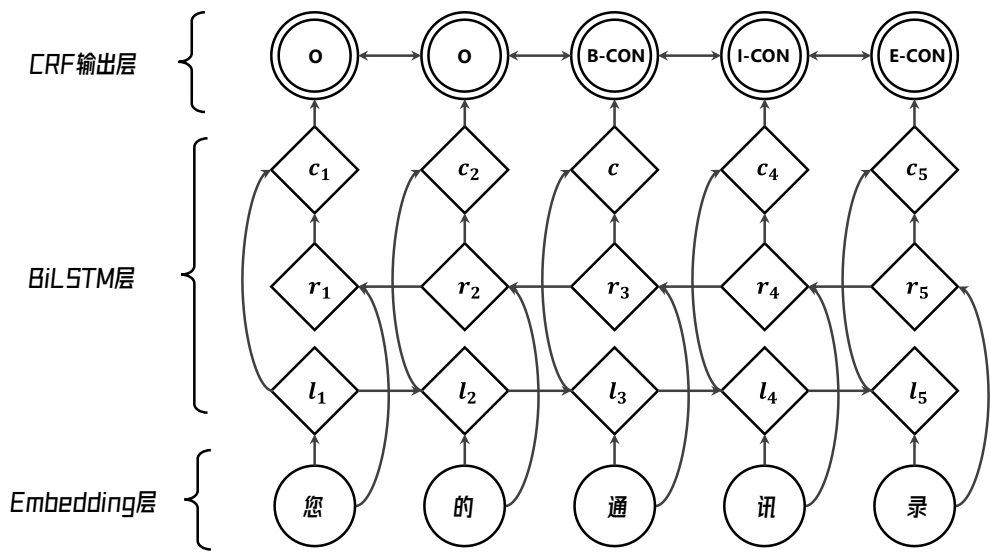 CRF输出层 O O B-CON I-CON E-CON
c₁ c₂ c c₄ c₅
BiLSTM层 r₁ r₂ r₃ r₄ r₅
l₁ l₂ l₃ l₄ l₅
Embedding层 您 的 通 讯 录